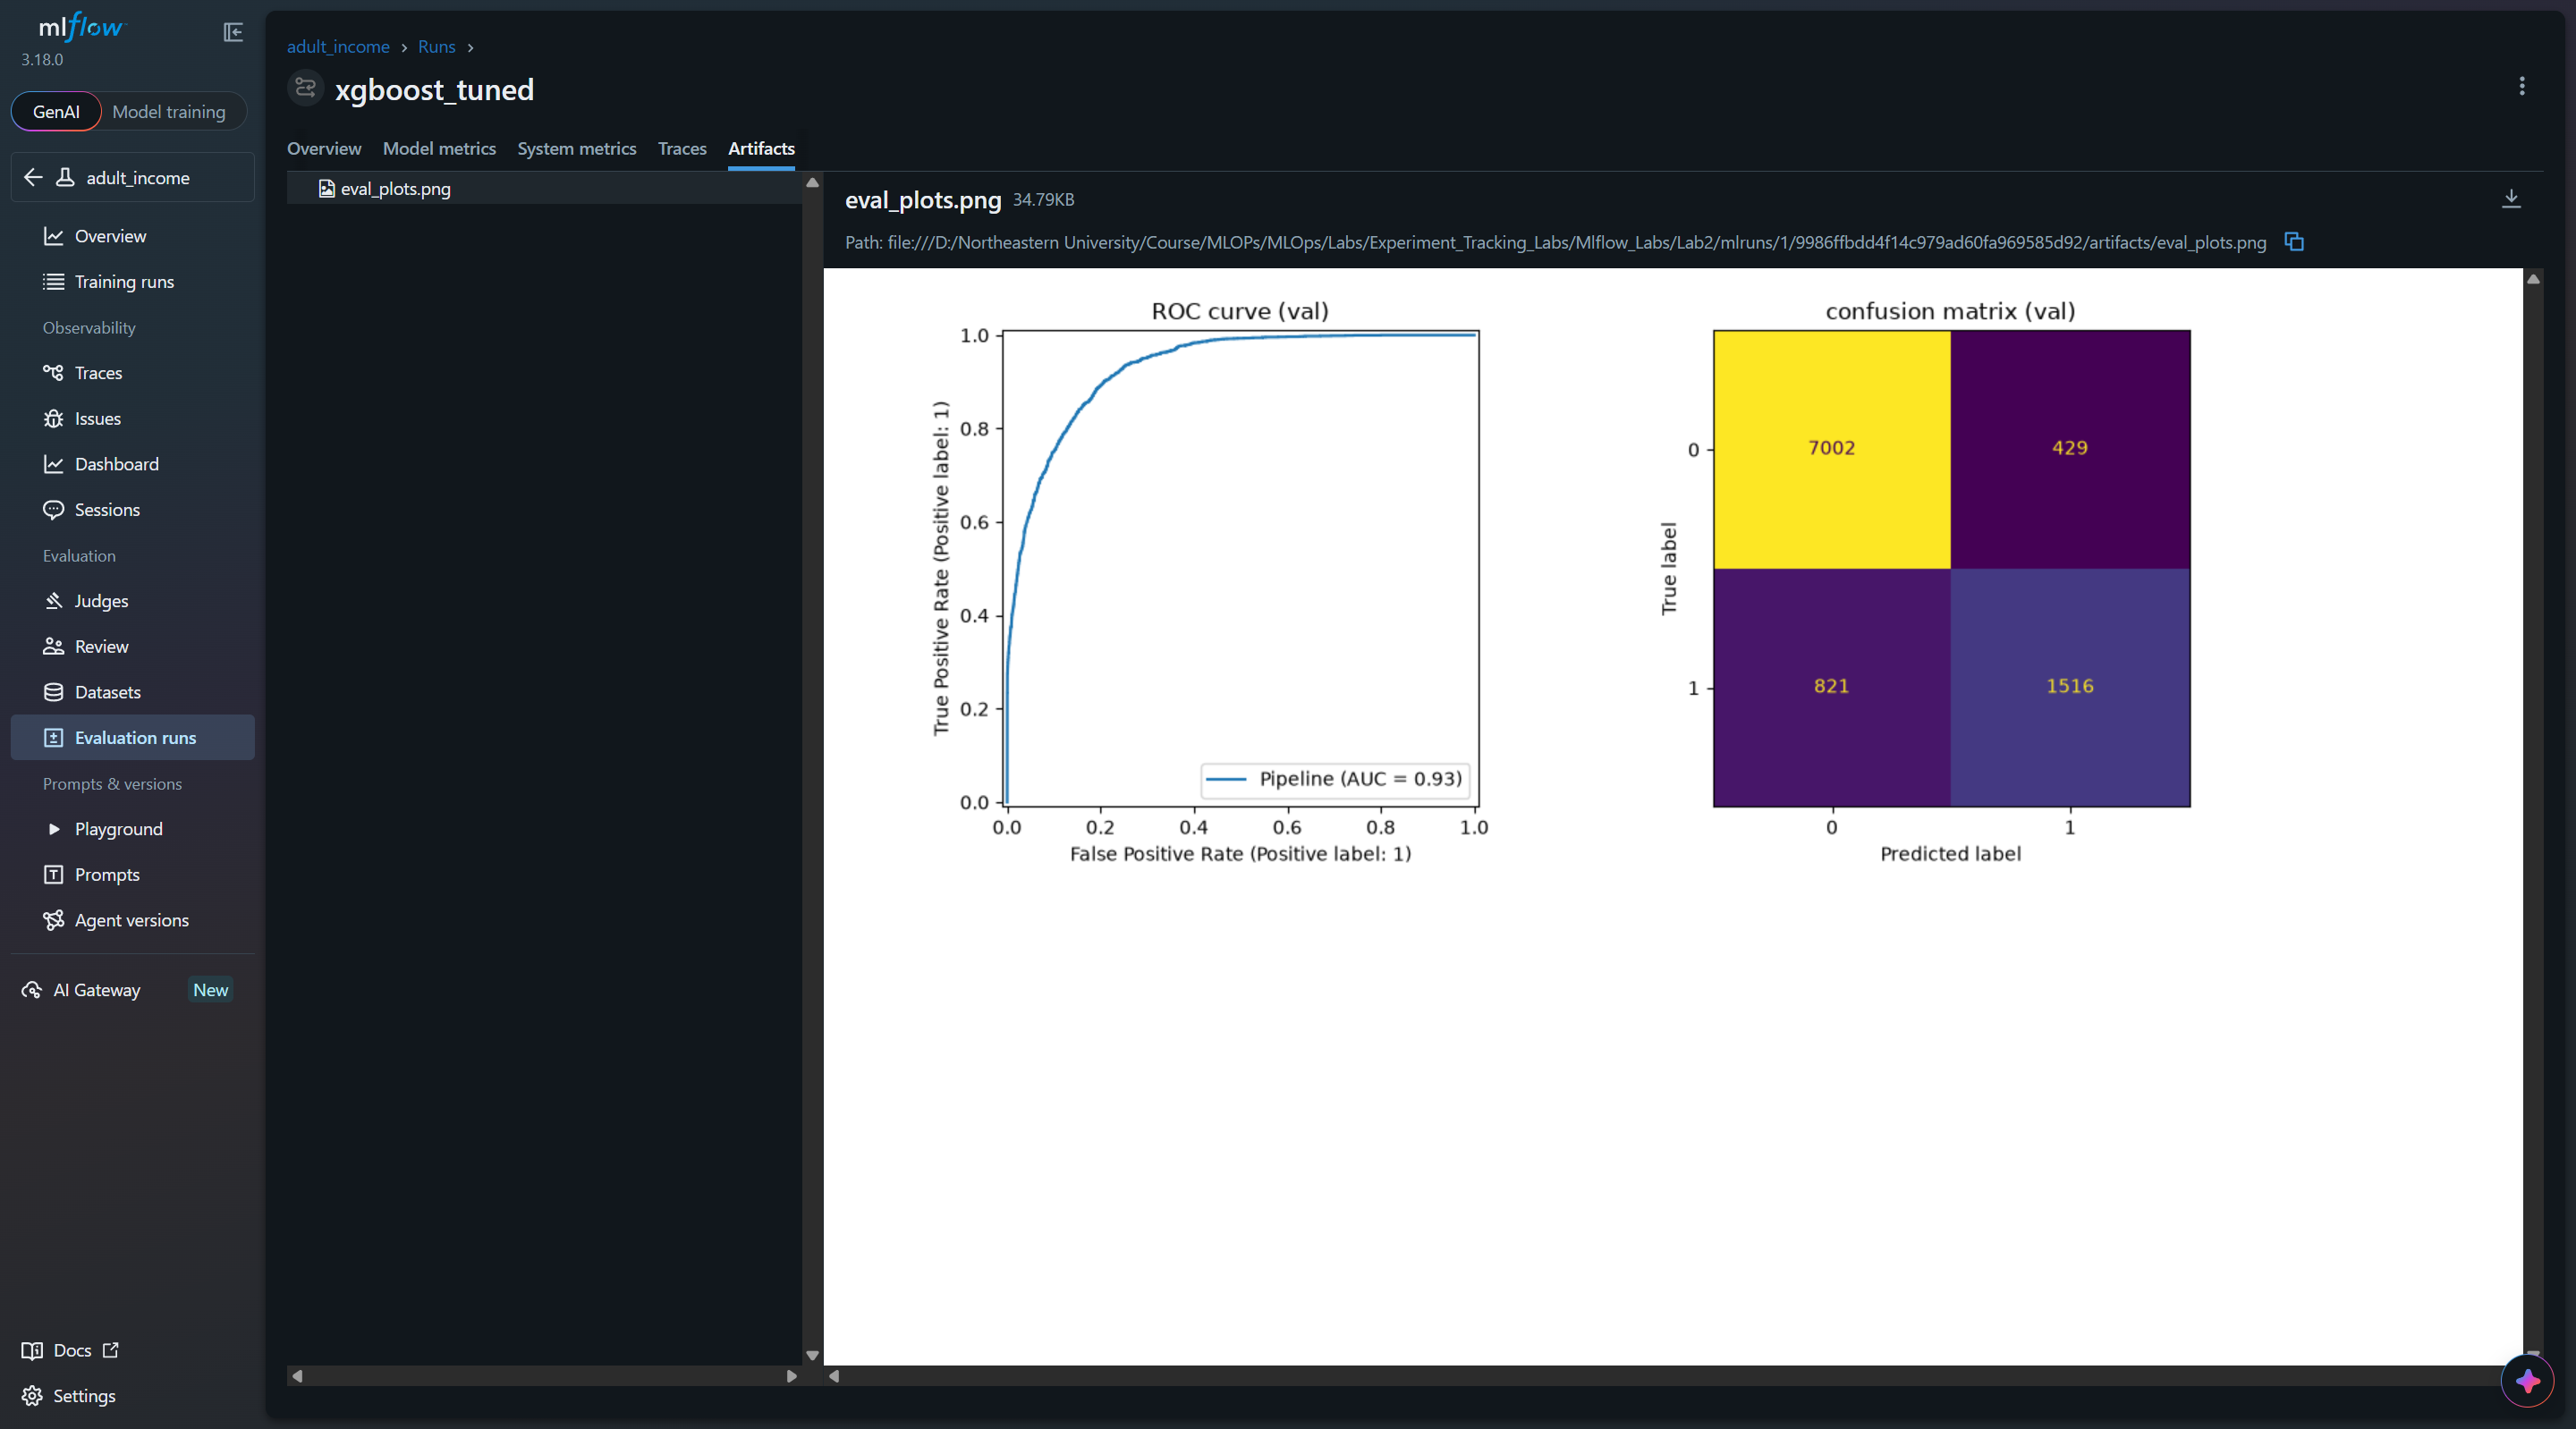 mlflow
3.18.0
GenAI
Model training
adult_income
Overview
Training runs
Observability
Traces
Issues
Dashboard
Sessions
Evaluation
Judges
Review
Datasets
Evaluation runs
Prompts & versions
Playground
Prompts
Agent versions
AI Gateway New
Docs
Settings
adult_income > Runs >
xgboost_tuned
Overview Model metrics System metrics Traces Artifacts
eval_plots.png
eval_plots.png 34.79KB
Path: file:///D:/Northeastern University/Course/MLOPs/MLOps/Labs/Experiment_Tracking_Labs/Mlflow_Labs/Lab2/mlruns/1/9986ffbdd4f14c979ad60fa969585d92/artifacts/eval_plots.png
ROC curve (val)
True Positive Rate (Positive label: 1)
1.0
0.8
0.6
0.4
0.2
0.0
Pipeline (AUC = 0.93)
0.0 0.2 0.4 0.6 0.8 1.0
False Positive Rate (Positive label: 1)
confusion matrix (val)
True label
0
7002 429
1
821 1516
0 1
Predicted label